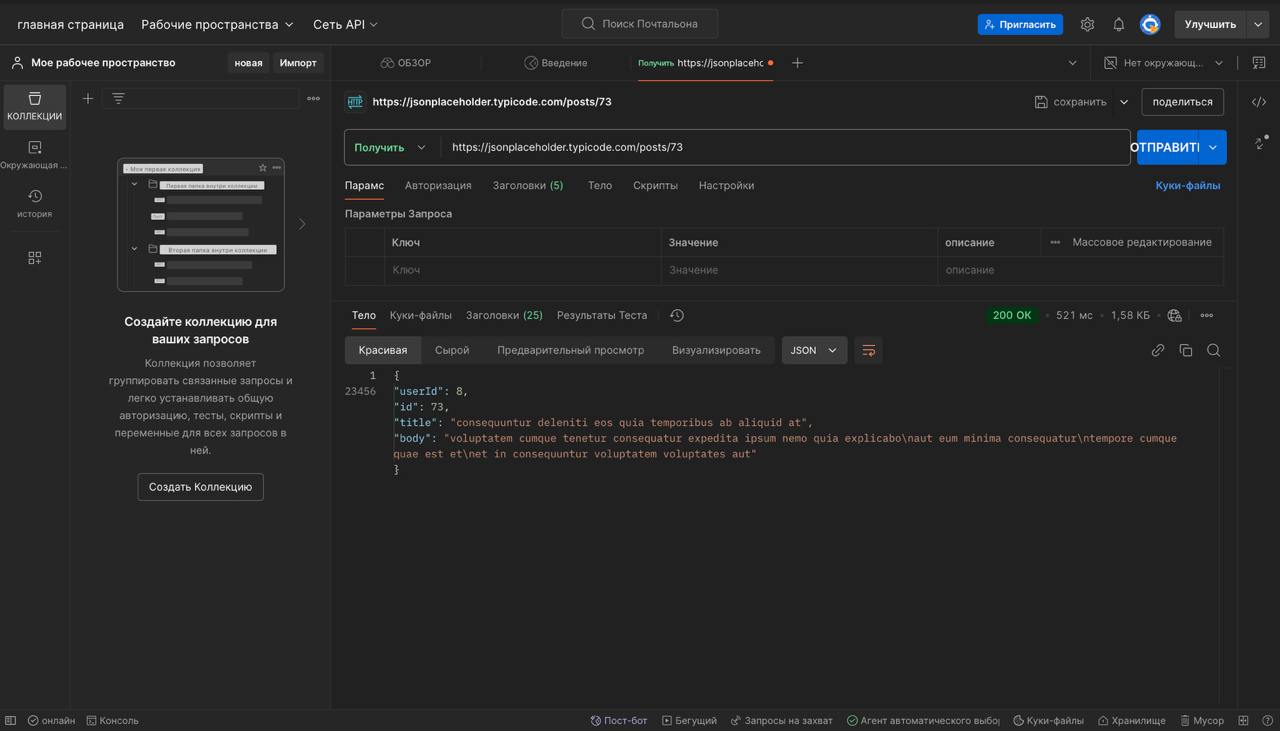 главная страница Рабочие пространства Сеть API Поиск Почтальона Пригласить Улучшить
Мое рабочее пространство новая Импорт ОБЗОР Введение Получить https://jsonplacehc Нет окружающ...
КОЛЛЕКЦИИ
Окружающая ...
история
- Моя первая коллекция
Первая папка внутри коллекцию
Вторая папка внутри коллекции
Создайте коллекцию для
ваших запросов
Коллекция позволяет
группировать связанные запросы и
легко устанавливать общую
авторизацию, тесты, скрипты и
переменные для всех запросов в
ней.
Создать Коллекцию
HTTP https://jsonplaceholder.typicode.com/posts/73 сохранить поделиться
Получить https://jsonplaceholder.typicode.com/posts/73 ОТПРАВИТЬ
Парамс Авторизация Заголовки (5) Тело Скрипты Настройки Куки-файлы
Параметры Запроса
Ключ Значение описание Массовое редактирование
Ключ Значение описание
Тело Куки-файлы Заголовки (25) Результаты Теста 200 ОК • 521 мс • 1,58 КБ
Красивая Сырой Предварительный просмотр Визуализировать JSON
1 {
23456 "userId": 8,
"id": 73,
"title": "consequuntur deleniti eos quia temporibus ab aliquid at",
"body": "voluptatem cumque tenetur consequatur expedita ipsum nemo quia explicabo\naut eum minima consequatur\ntempore cumque
quae est et\net in consequuntur voluptatem voluptates aut"
}
онлайн Консоль Пост-бот Бегущий Запросы на захват Агент автоматического выбо Куки-файлы Хранилище Мусор